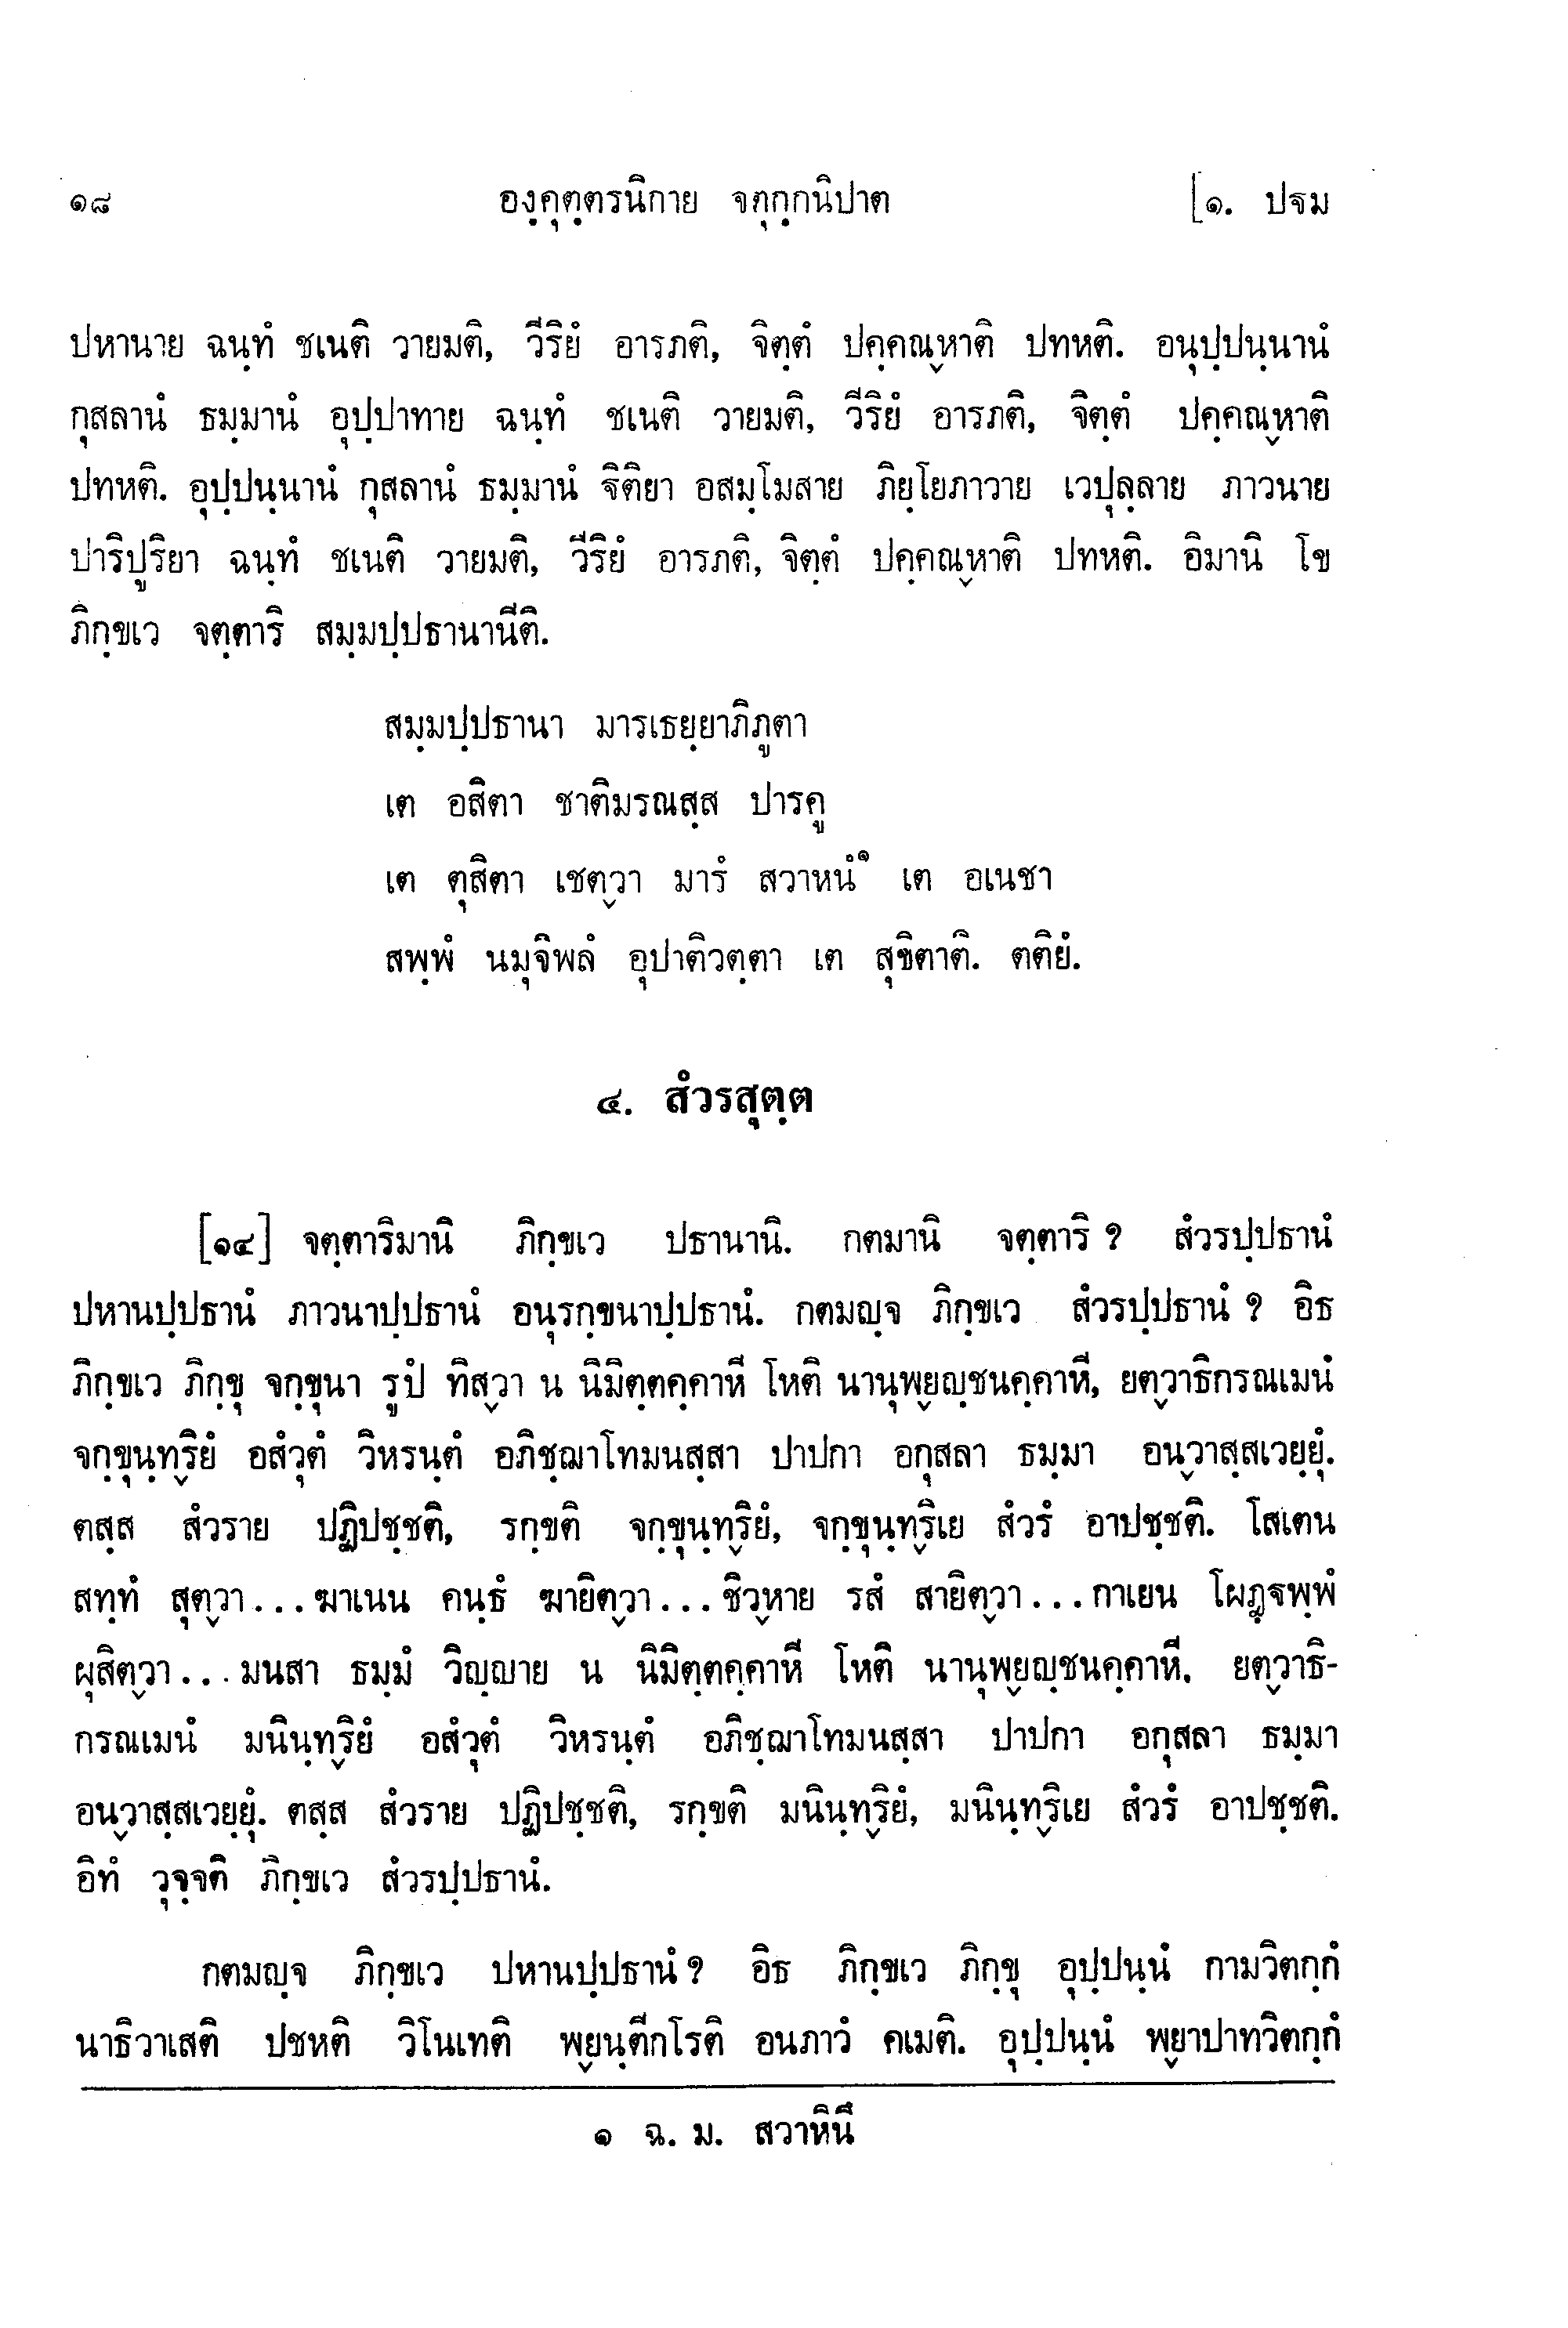 ๑๘ องฺคุตฺตรนิกาย จตุกฺกนิปาต [๑. ปฐม
ปหานาย ฉนฺทํ ชเนติ วายมติ, วีริยํ อารภติ, จิตฺตํ ปคฺคณฺหาติ ปทหติ. อนุปฺปนฺนานํ
กุสลานํ ธมฺมานํ อุปฺปาทาย ฉนฺทํ ชเนติ วายมติ, วีริยํ อารภติ, จิตฺตํ ปคฺคณฺหาติ
ปทหติ. อุปฺปนฺนานํ กุสลานํ ธมฺมานํ ฐิติยา อสมฺโมสาย ภิยฺโยภาวาย เวปุลฺลาย ภาวนาย
ปาริปูริยา ฉนฺทํ ชเนติ วายมติ, วีริยํ อารภติ, จิตฺตํ ปคฺคณฺหาติ ปทหติ. อิมานิ โข
ภิกฺขเว จตฺตาริ สมฺมปฺปธานานีติ.
สมฺมปฺปธานา มารเธยฺยาภิภูตา
เต อสิตา ชาติมรณสฺส ปารคู
เต ตุสิตา เชตฺวา มารํ สวาหนํ๑ เต อเนชา
สพฺพํ นมุจิพลํ อุปาติวตฺตา เต สุขิตาติ. ตติยํ.
๔. สํวรสุตฺต
[๑๔] จตฺตาริมานิ ภิกฺขเว ปธานานิ. กตมานิ จตฺตาริ ? สํวรปฺปธานํ
ปหานปฺปธานํ ภาวนาปฺปธานํ อนุรกฺขนาปฺปธานํ. กตมญฺจ ภิกฺขเว สํวรปฺปธานํ ? อิธ
ภิกฺขเว ภิกฺขุ จกฺขุนา รูปํ ทิสฺวา น นิมิตฺตคฺคาหี โหติ นานุพฺยญฺชนคฺคาหี, ยตฺวาธิกรณเมนํ
จกฺขุนฺทฺริยํ อสํวุตํ วิหรนฺตํ อภิชฺฌาโทมนสฺสา ปาปกา อกุสลา ธมฺมา อนฺวาสฺสเวยฺยุํ.
ตสฺส สํวราย ปฏิปชฺชติ, รกฺขติ จกฺขุนฺทฺริยํ, จกฺขุนฺทฺริเย สํวรํ อาปชฺชติ. โสเตน
สทฺทํ สุตฺวา...ฆาเนน คนฺธํ ฆายิตฺวา...ชิวฺหาย รสํ สายิตฺวา...กาเยน โผฏฺฐพฺพํ
ผุสิตฺวา...มนสา ธมฺมํ วิญฺญาย น นิมิตฺตคฺคาหี โหติ นานุพฺยญฺชนคฺคาหี. ยตฺวาธิ-
กรณเมนํ มนินฺทฺริยํ อสํวุตํ วิหรนฺตํ อภิชฺฌาโทมนสฺสา ปาปกา อกุสลา ธมฺมา
อนฺวาสฺสเวยฺยุํ. ตสฺส สํวราย ปฏิปชฺชติ, รกฺขติ มนินฺทฺริยํ, มนินฺทฺริเย สํวรํ อาปชฺชติ.
อิทํ วุจฺจติ ภิกฺขเว สํวรปฺปธานํ.
กตมญฺจ ภิกฺขเว ปหานปฺปธานํ ? อิธ ภิกฺขเว ภิกฺขุ อุปฺปนฺนํ กามวิตกฺกํ
นาธิวาเสติ ปชหติ วิโนเทติ พฺยนฺตีกโรติ อนภาวํ คเมติ. อุปฺปนฺนํ พฺยาปาทวิตกฺกํ
๑ ฉ. ม. สวาหินึ